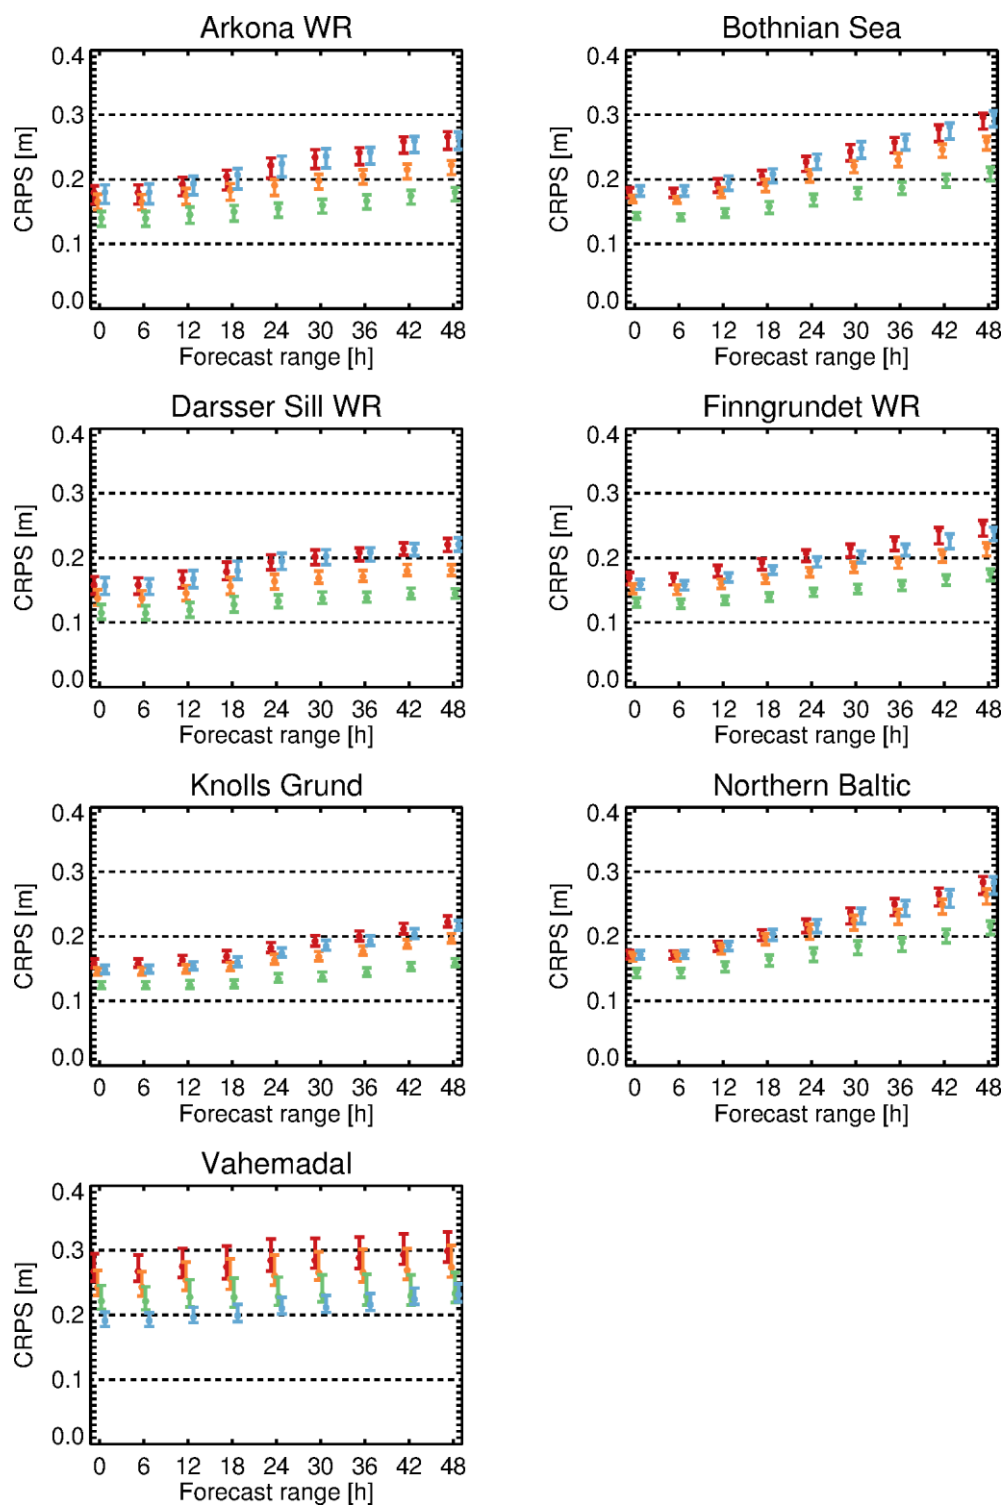 Arkona WR
CRPS [m]
0.4
0.3
0.2
0.1
0.0
0 6 12 18 24 30 36 42 48
Forecast range [h]
Bothnian Sea
CRPS [m]
0.4
0.3
0.2
0.1
0.0
0 6 12 18 24 30 36 42 48
Forecast range [h]
Darsser Sill WR
CRPS [m]
0.4
0.3
0.2
0.1
0.0
0 6 12 18 24 30 36 42 48
Forecast range [h]
Finngrundet WR
CRPS [m]
0.4
0.3
0.2
0.1
0.0
0 6 12 18 24 30 36 42 48
Forecast range [h]
Knolls Grund
CRPS [m]
0.4
0.3
0.2
0.1
0.0
0 6 12 18 24 30 36 42 48
Forecast range [h]
Northern Baltic
CRPS [m]
0.4
0.3
0.2
0.1
0.0
0 6 12 18 24 30 36 42 48
Forecast range [h]
Vahemadal
CRPS [m]
0.4
0.3
0.2
0.1
0.0
0 6 12 18 24 30 36 42 48
Forecast range [h]